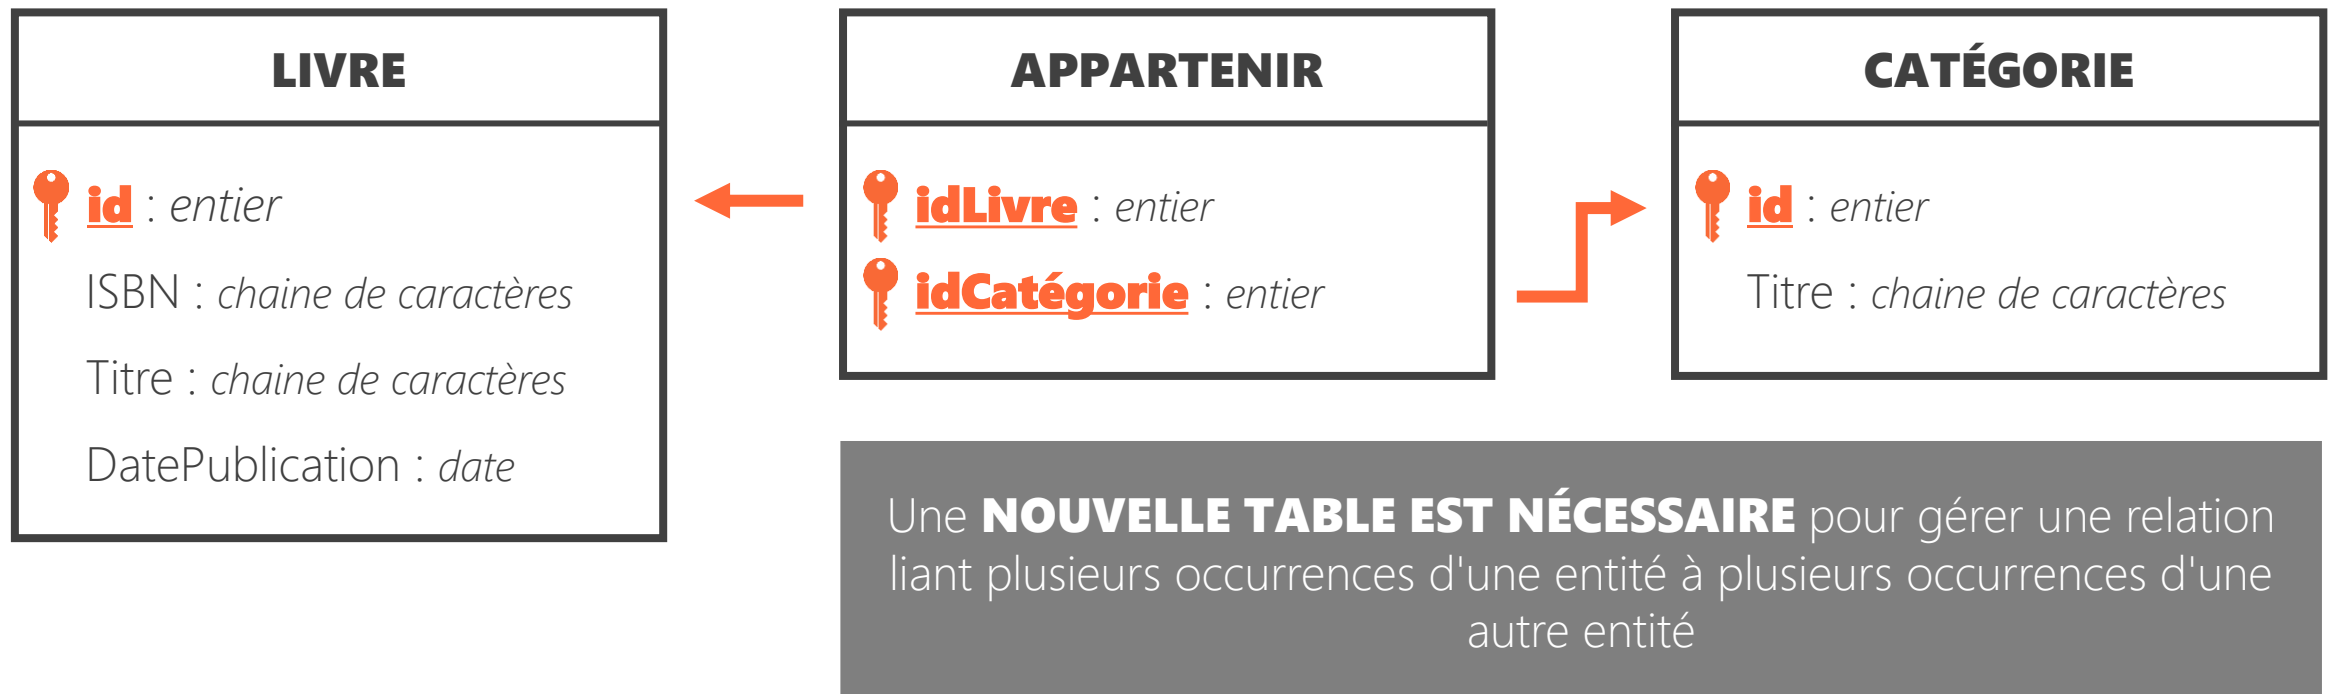 LIVRE
id : entier
ISBN : chaine de caractères
Titre : chaine de caractères
DatePublication : date
APPARTENIR
idLivre : entier
idCatégorie : entier
CATÉGORIE
id : entier
Titre : chaine de caractères
Une NOUVELLE TABLE EST NÉCESSAIRE pour gérer une relation
liant plusieurs occurrences d'une entité à plusieurs occurrences d'une
autre entité